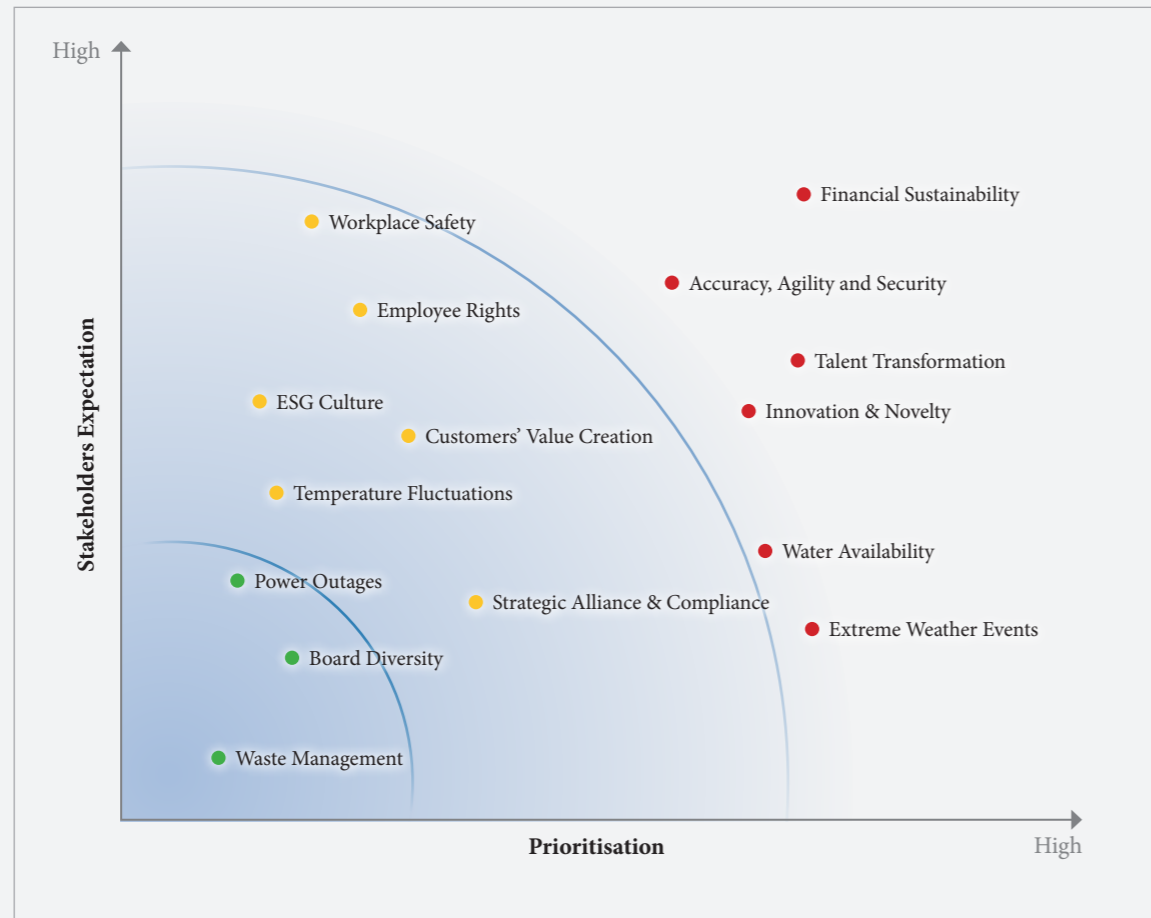 High
Financial Sustainability
Workplace Safety
Accuracy, Agility and Security
Employee Rights
Talent Transformation
ESG Culture
Innovation & Novelty
Customers’ Value Creation
Stakeholders Expectation
Temperature Fluctuations
Water Availability
Power Outages
Strategic Alliance & Compliance
Extreme Weather Events
Board Diversity
Waste Management
Prioritisation
High